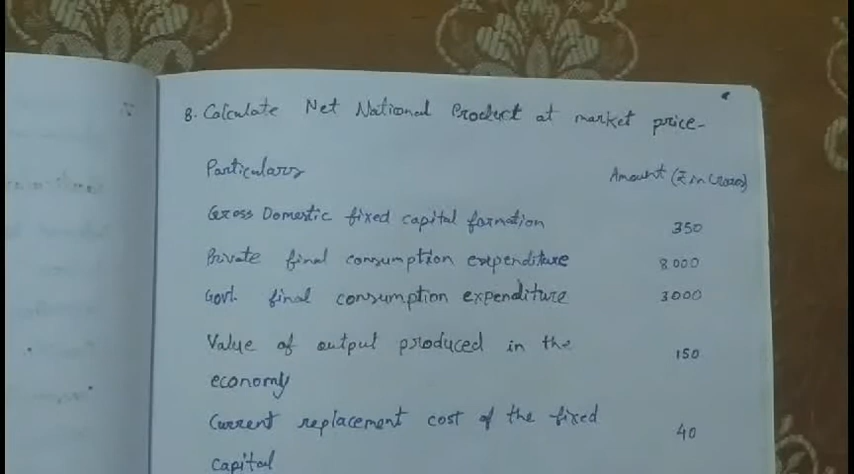 8. Calculate Net National Product at market price-
Particulars Amount (₹ in Crores)
Gross Domestic fixed capital formation 350
Private final consumption expenditure 8000
Govt. final consumption expenditure 3000
Value of output produced in the 150
economy
Current replacement cost of the fixed 40
capital